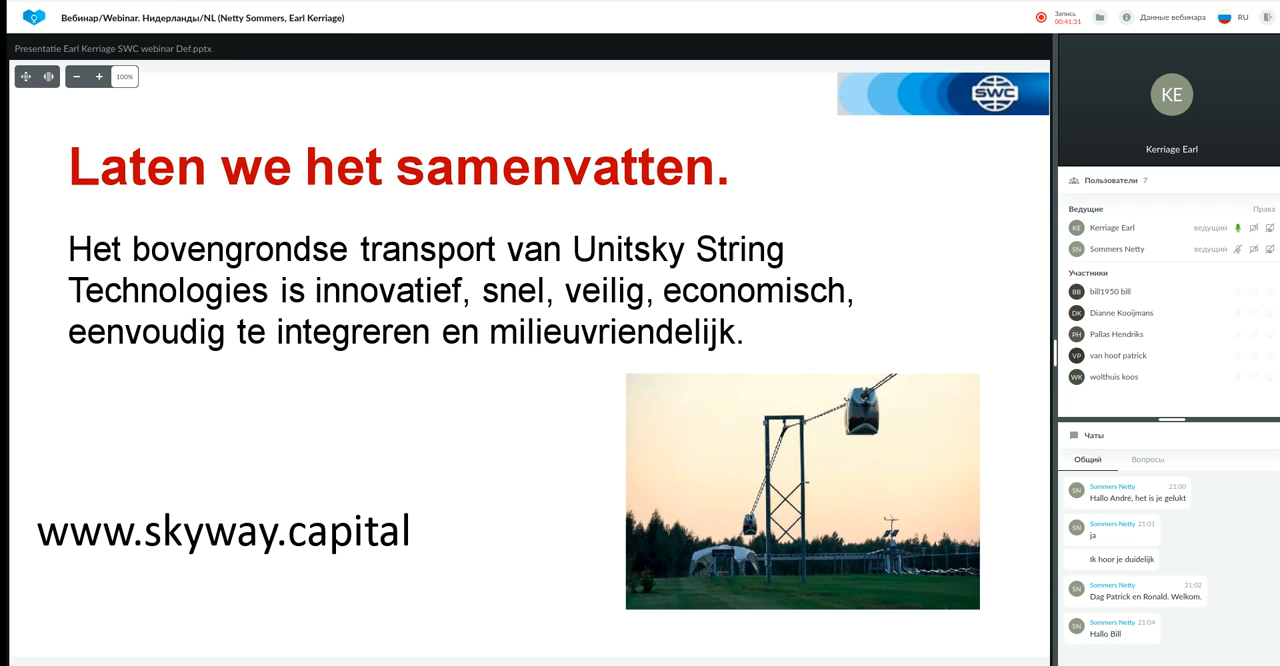 Вебинар/Webinar. Нидерланды/NL (Netty Sommers, Earl Kerriage)
Запись
00:41:31
Данные вебинара
RU
Presentatie Earl Kerriage SWC webinar Def.pptx
100%
SWC
Laten we het samenvatten.
Het bovengrondse transport van Unitsky String
Technologies is innovatief, snel, veilig, economisch,
eenvoudig te integreren en milieuvriendelijk.
www.skyway.capital
KE
Kerriage Earl
Пользователи 7
Ведущие Права
KE Kerriage Earl ведущий
SN Sommers Netty ведущий
Участники
BB bill1950 bill
DK Dianne Kooijmans
PH Pallas Hendriks
VP van hoof patrick
WK wolthuis koos
Чаты
Общий Вопросы
SN Sommers Netty 21:00
Hallo André, het is je gelukt
SN Sommers Netty 21:01
ja
Ik hoor je duidelijk
SN Sommers Netty 21:02
Dag Patrick en Ronald. Welkom.
SN Sommers Netty 21:04
Hallo Bill